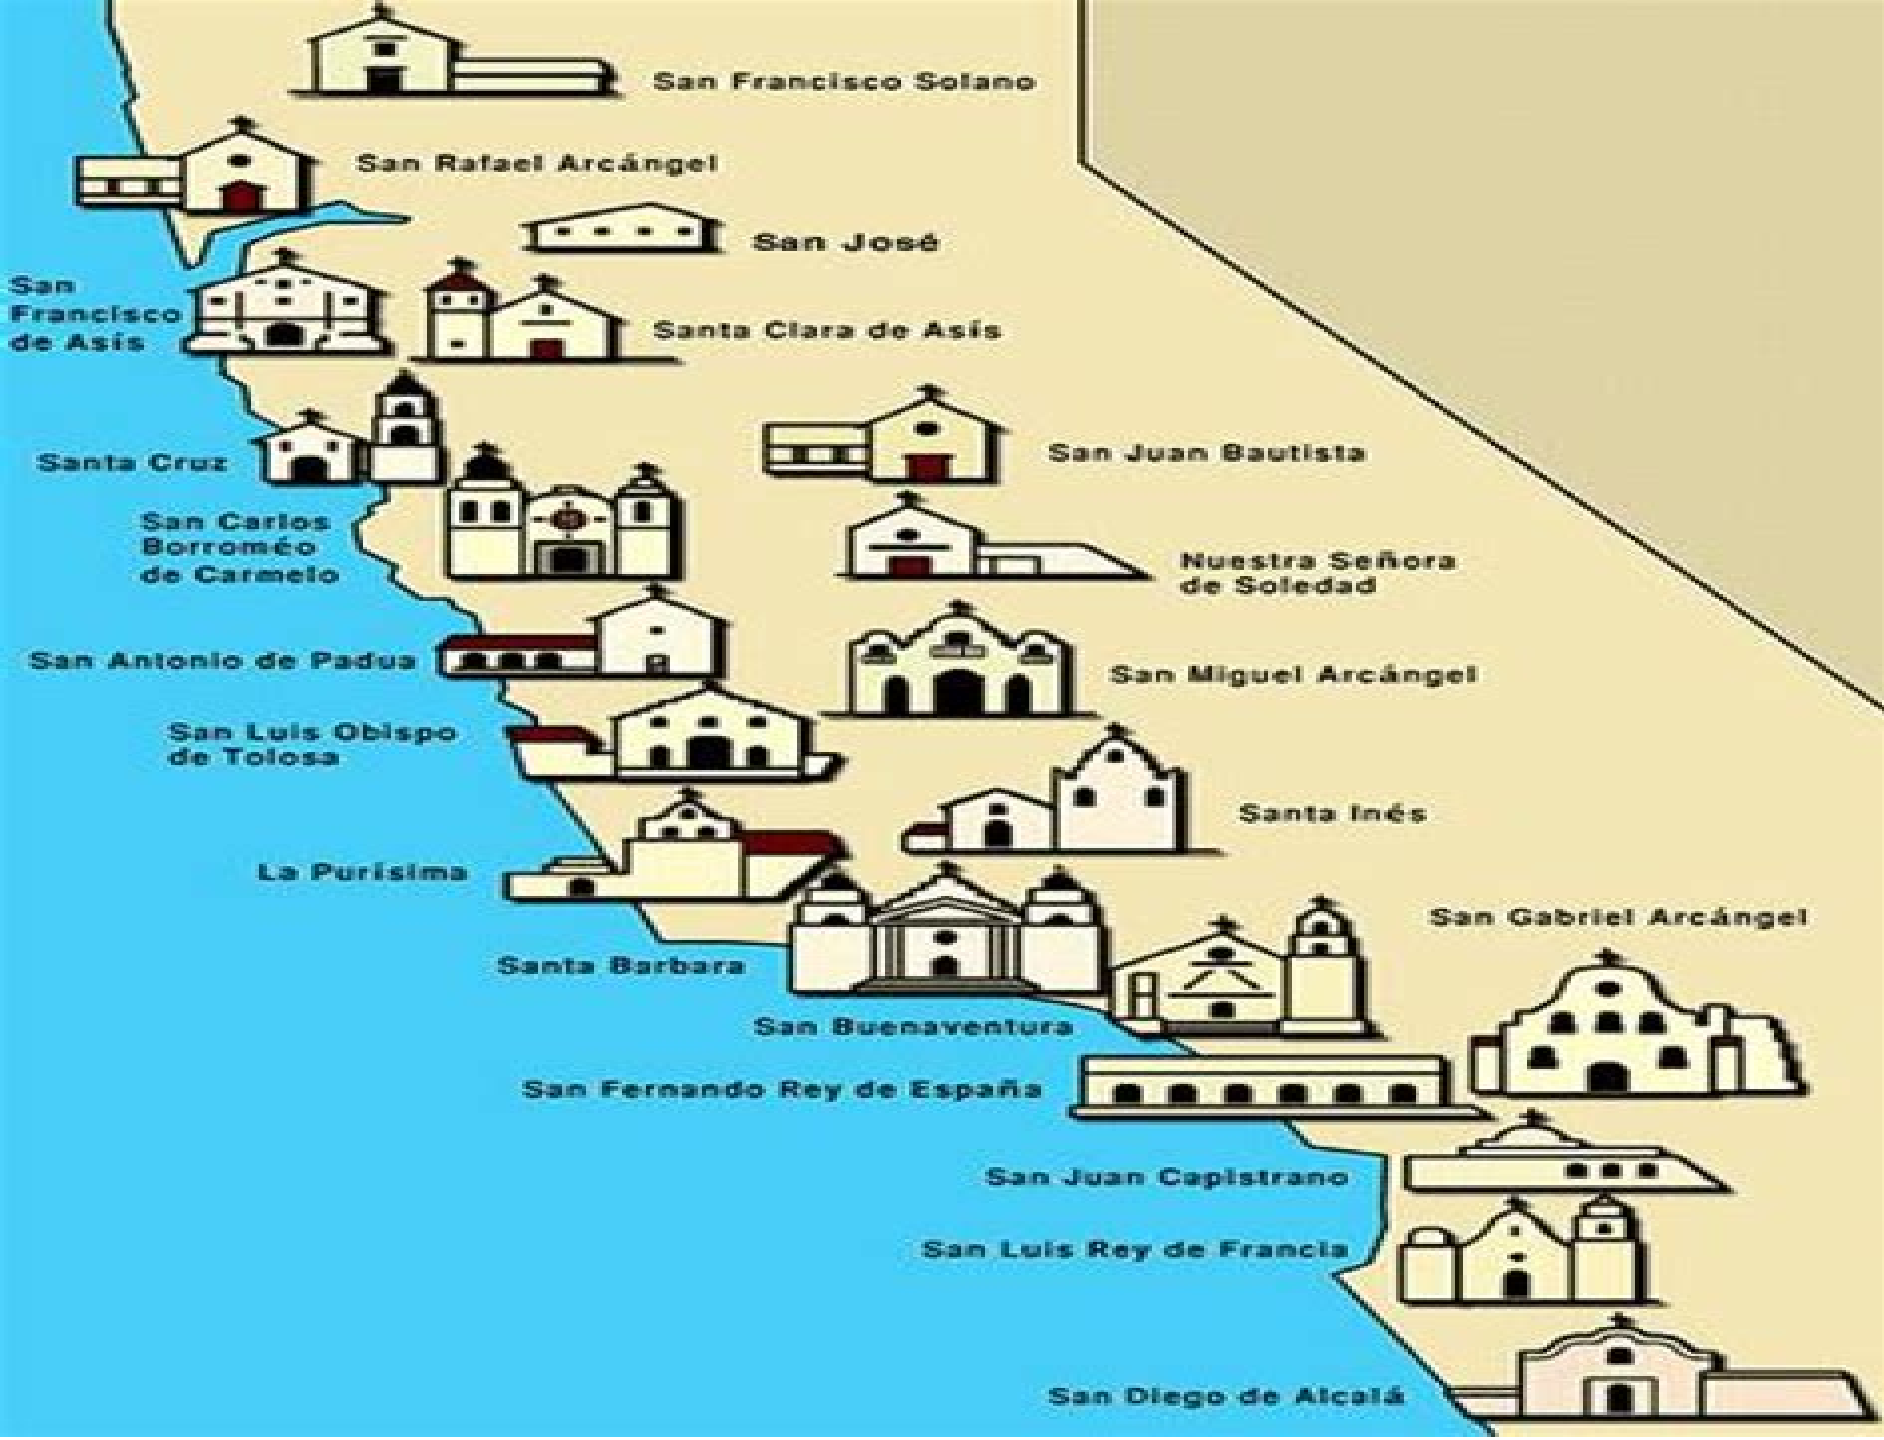 San Francisco Solano
San Rafael Arcángel
San José
San
Francisco
de Asís
Santa Clara de Asís
Santa Cruz
San Juan Bautista
San Carlos
Borroméo
de Carmelo
Nuestra Señora
de Soledad
San Antonio de Padua
San Miguel Arcángel
San Luis Obispo
de Tolosa
Santa Inés
La Purísima
San Gabriel Arcángel
Santa Barbara
San Buenaventura
San Fernando Rey de España
San Juan Capistrano
San Luis Rey de Francia
San Diego de Alcalá